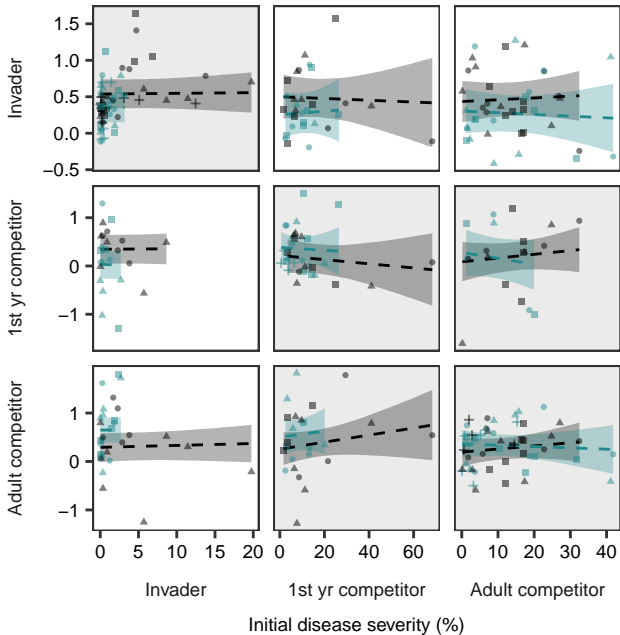 Invader
1.5
1.0
0.5
0.0
−0.5
1st yr competitor
1
0
−1
Adult competitor
1
0
−1
0 5 10 15 20
0 20 40 60
0 10 20 30 40
Invader 1st yr competitor Adult competitor
Initial disease severity (%)